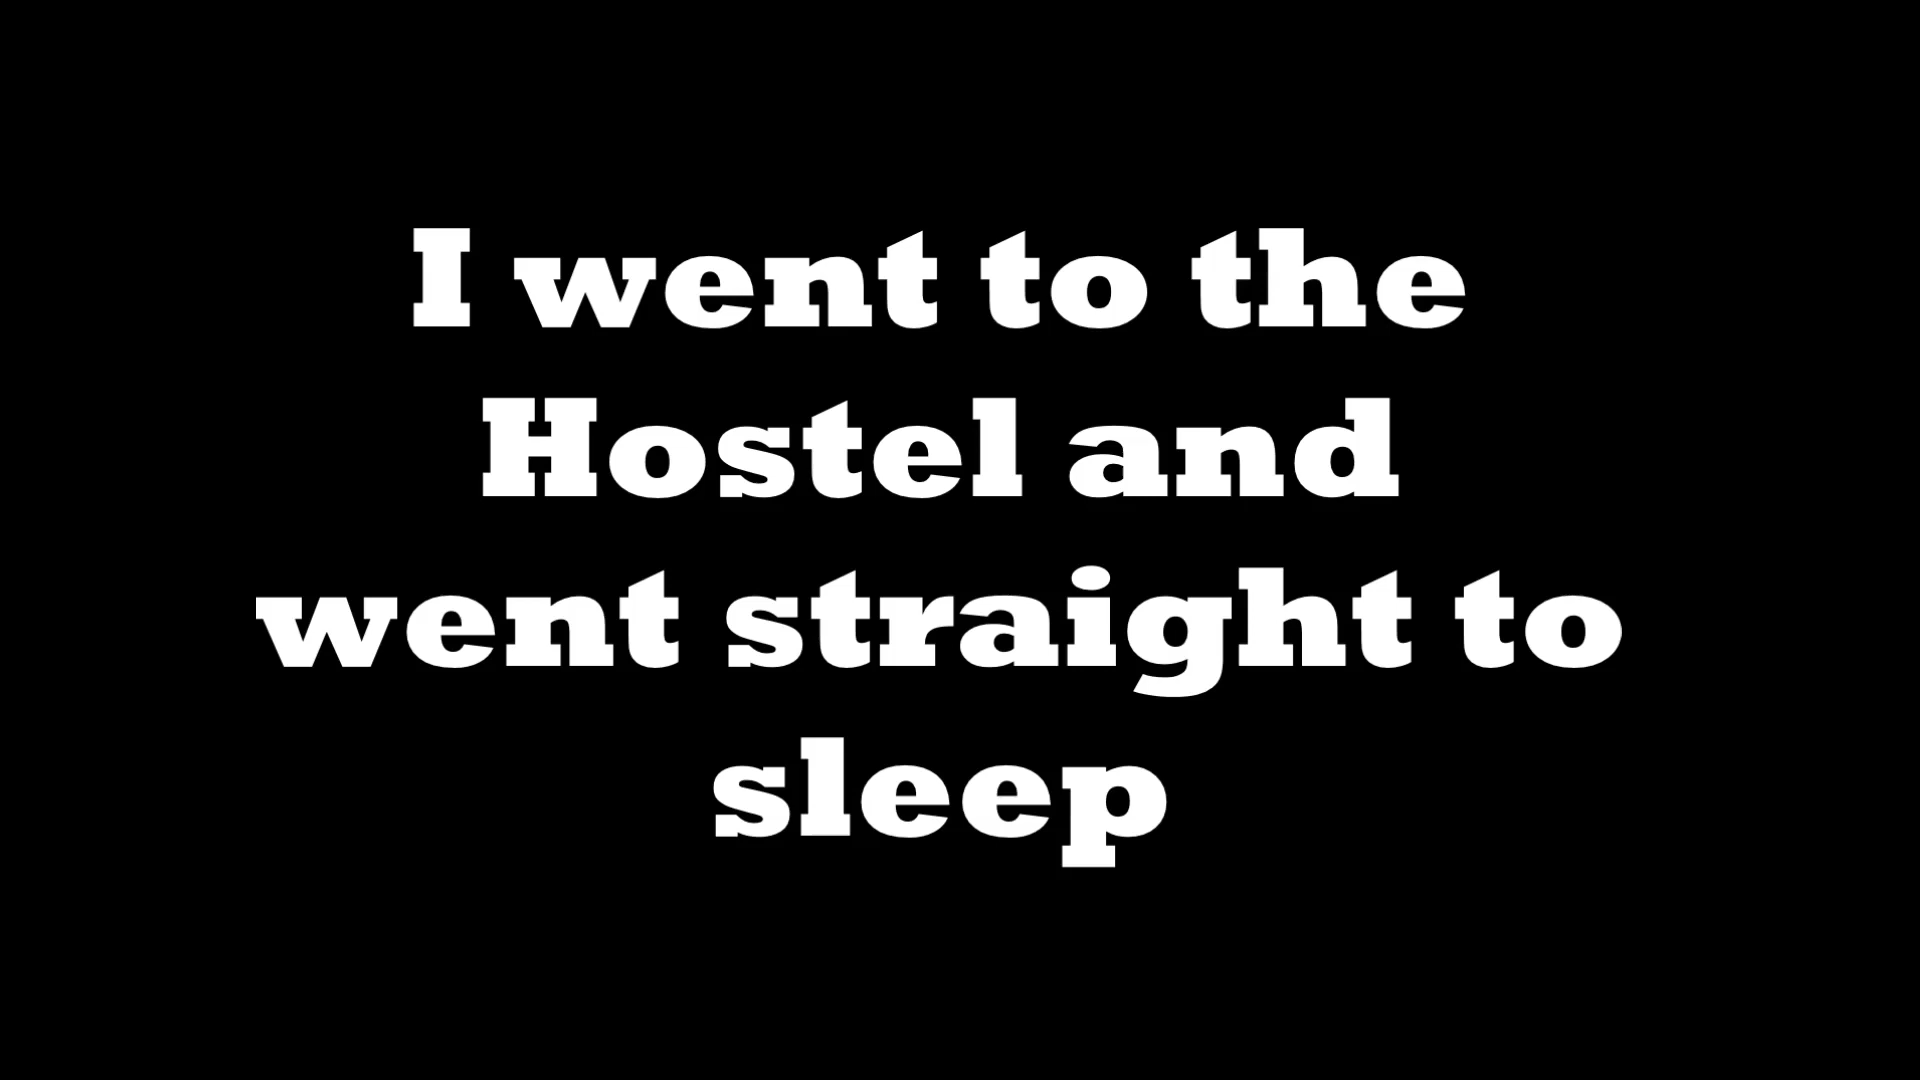 I went to the
Hostel and
went straight to
sleep